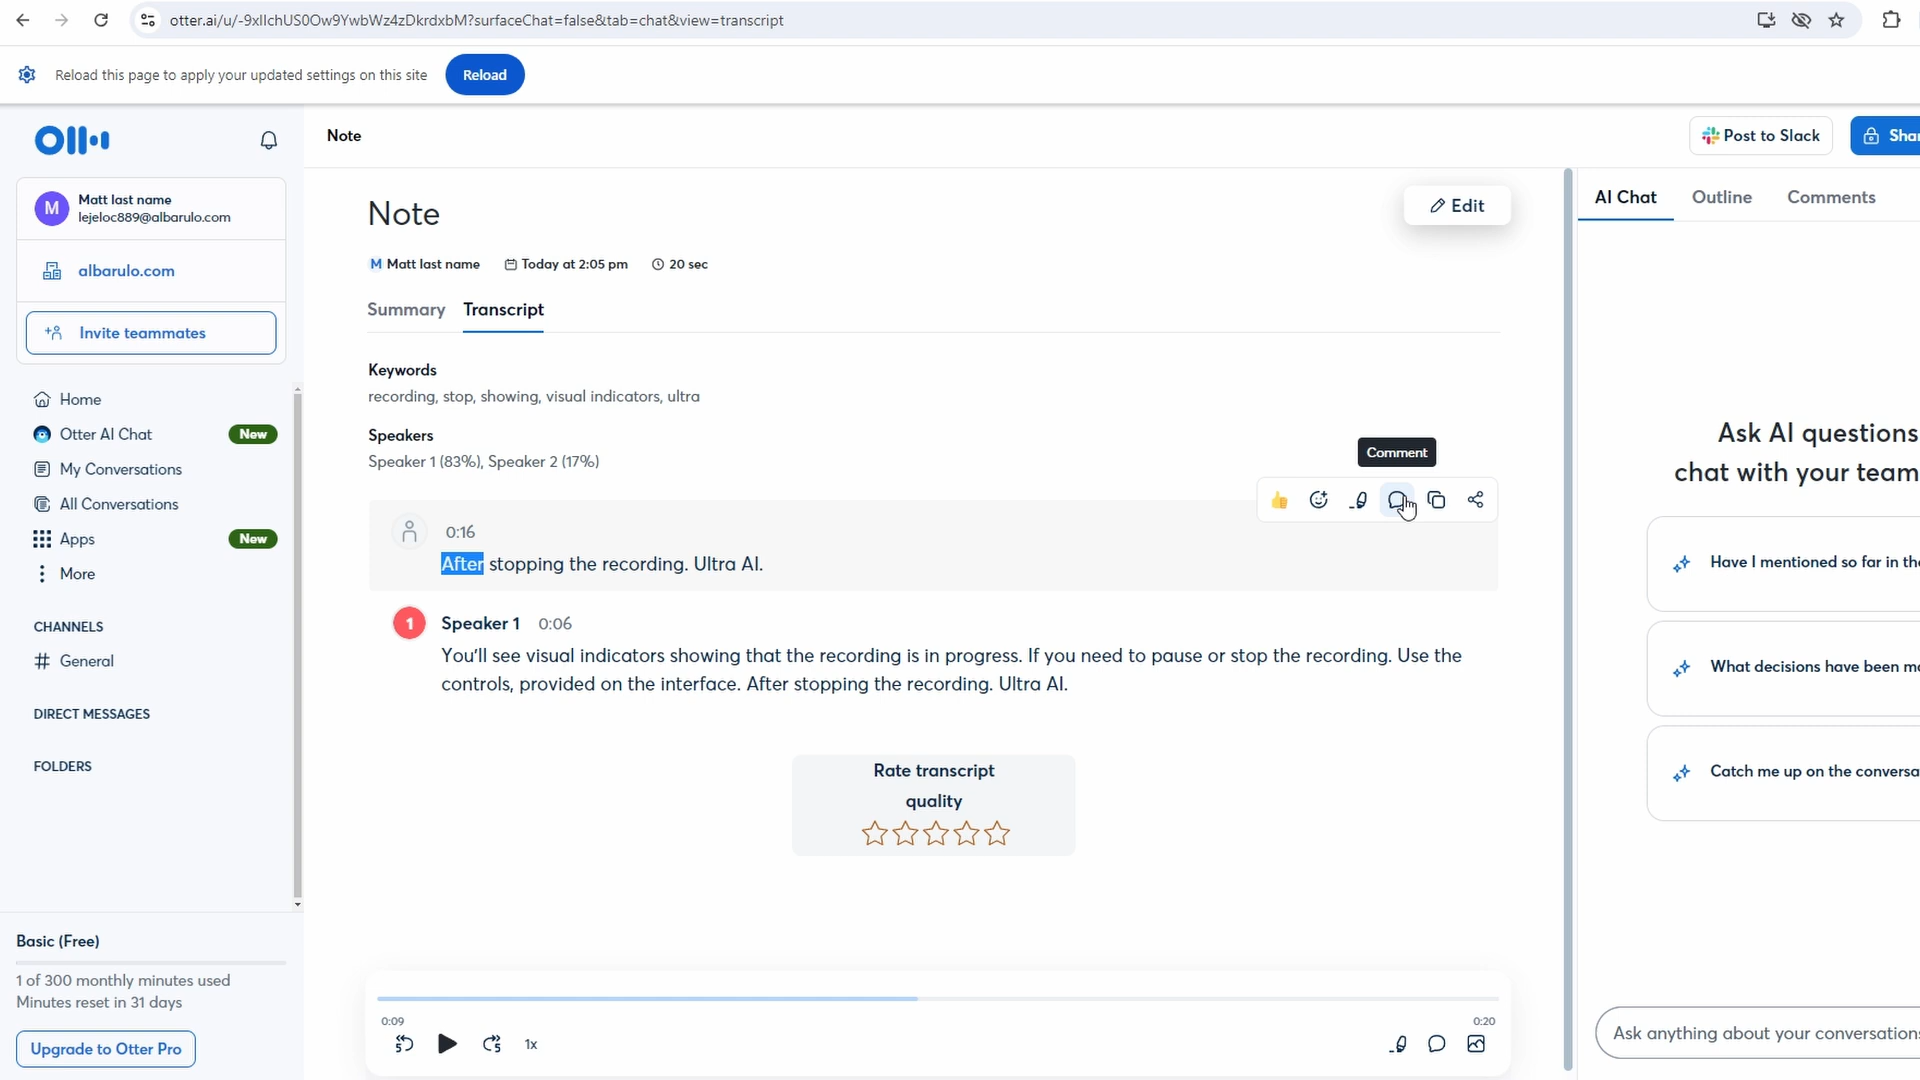 otter.ai/u/-9xIIchUS0Ow9YwbWz4zDkrdxbM?surfaceChat=false&tab=chat&view=transcript
Reload this page to apply your updated settings on this site
Reload
Note
Post to Slack
Shar
M
Matt last name
lejeloc889@albarulo.com
albarulo.com
Invite teammates
Home
Otter AI Chat New
My Conversations
All Conversations
Apps New
More
CHANNELS
General
DIRECT MESSAGES
FOLDERS
Basic (Free)
1 of 300 monthly minutes used
Minutes reset in 31 days
Upgrade to Otter Pro
Note
Edit
M Matt last name Today at 2:05 pm 20 sec
Summary Transcript
Keywords
recording, stop, showing, visual indicators, ultra
Speakers
Speaker 1 (83%), Speaker 2 (17%)
Comment
0:16
After stopping the recording. Ultra AI.
1 Speaker 1 0:06
You'll see visual indicators showing that the recording is in progress. If you need to pause or stop the recording. Use the
controls, provided on the interface. After stopping the recording. Ultra AI.
Rate transcript
quality
0:09 0:20
5 5 1x
AI Chat Outline Comments
Ask AI questions
chat with your team
Have I mentioned so far in the
What decisions have been m
Catch me up on the conversa
Ask anything about your conversations